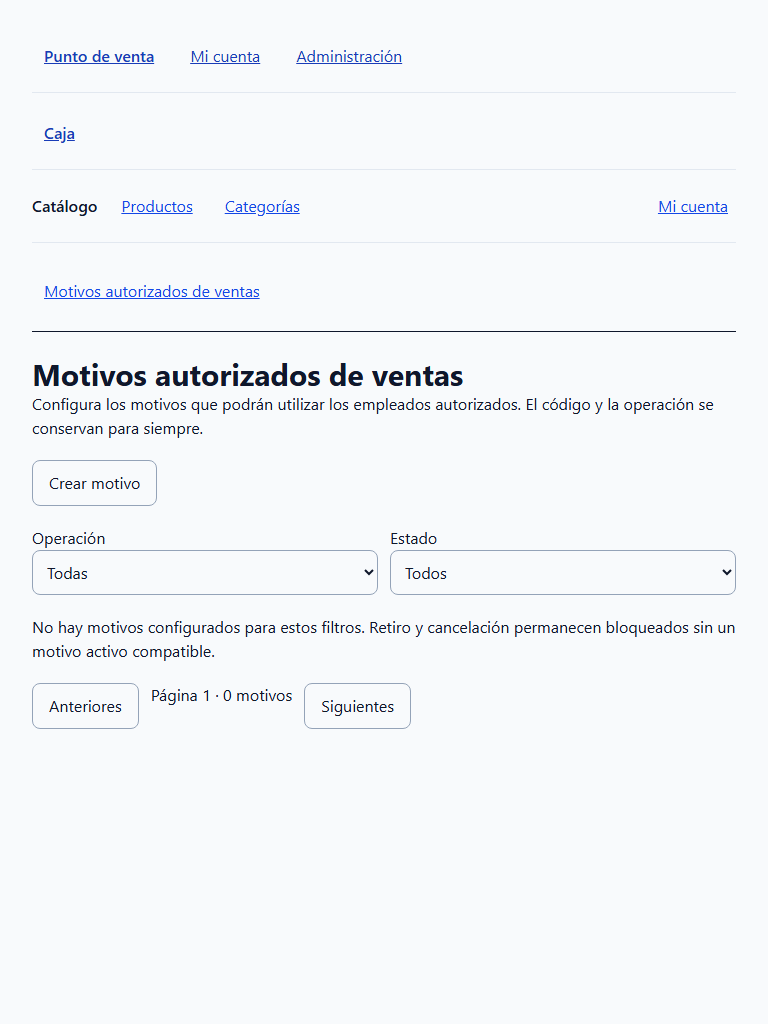 Punto de venta Mi cuenta Administración
Caja
Catálogo Productos Categorías Mi cuenta
Motivos autorizados de ventas
Motivos autorizados de ventas
Configura los motivos que podrán utilizar los empleados autorizados. El código y la operación se
conservan para siempre.
Crear motivo
Operación Estado
Todas Todos
No hay motivos configurados para estos filtros. Retiro y cancelación permanecen bloqueados sin un
motivo activo compatible.
Anteriores Página 1 · 0 motivos Siguientes